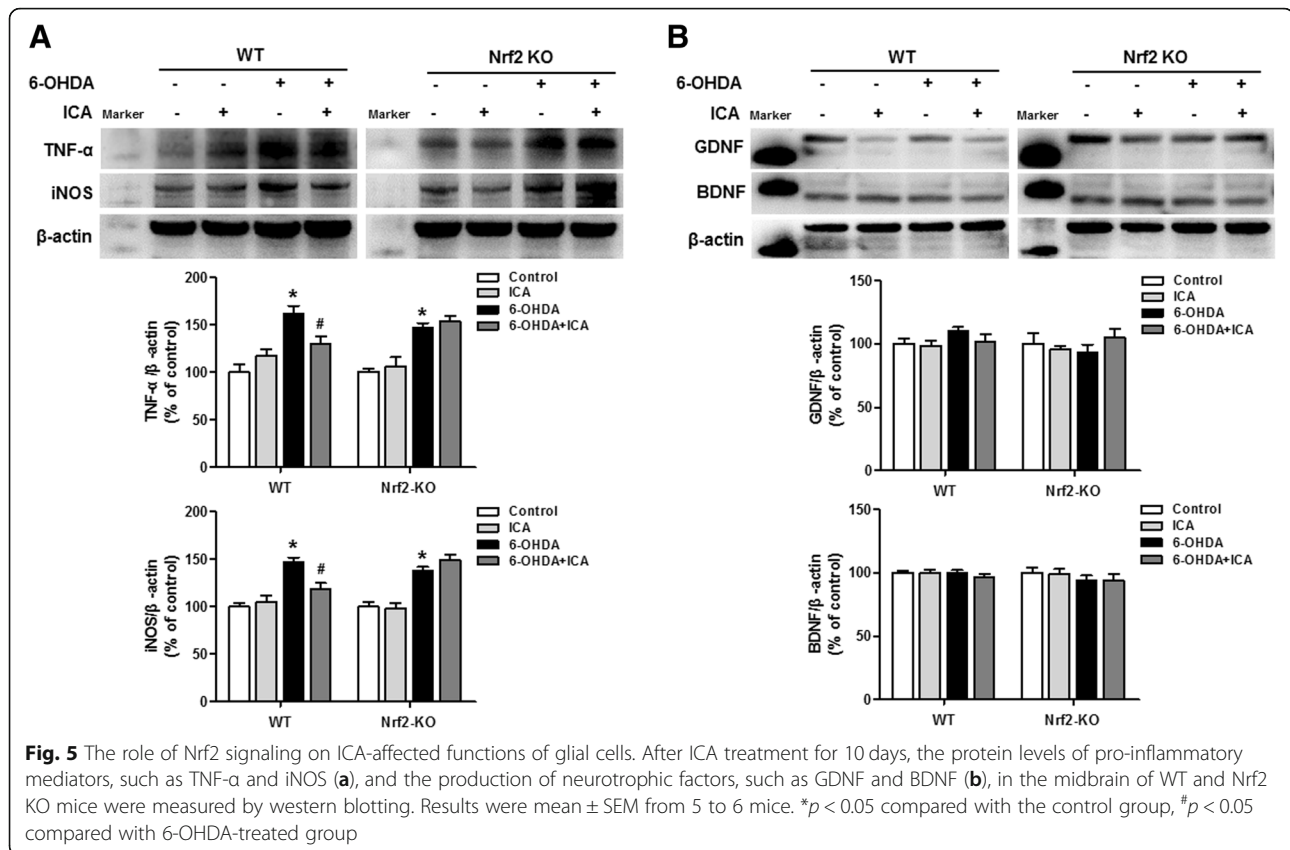 A
WT
Nrf2 KO
6-OHDA - - + + - - + +
ICA Marker - + - + Marker - + - +
TNF-α
iNOS
β-actin
200
150
100
50
0
TNF-α/β-actin
(% of control)
* # *
WT Nrf2-KO
Control
ICA
6-OHDA
6-OHDA+ICA
200
150
100
50
0
iNOS/β-actin
(% of control)
* # *
WT Nrf2-KO
Control
ICA
6-OHDA
6-OHDA+ICA
B
WT
Nrf2 KO
6-OHDA - - + + - - + +
ICA Marker - + - + Marker - + - +
GDNF
BDNF
β-actin
150
100
50
0
GDNF/β-actin
(% of control)
WT Nrf2-KO
Control
ICA
6-OHDA
6-OHDA+ICA
150
100
50
0
BDNF/β-actin
(% of control)
WT Nrf2-KO
Control
ICA
6-OHDA
6-OHDA+ICA
Fig. 5 The role of Nrf2 signaling on ICA-affected functions of glial cells. After ICA treatment for 10 days, the protein levels of pro-inflammatory
mediators, such as TNF-α and iNOS (a), and the production of neurotrophic factors, such as GDNF and BDNF (b), in the midbrain of WT and Nrf2
KO mice were measured by western blotting. Results were mean ± SEM from 5 to 6 mice. *p < 0.05 compared with the control group, #p < 0.05
compared with 6-OHDA-treated group